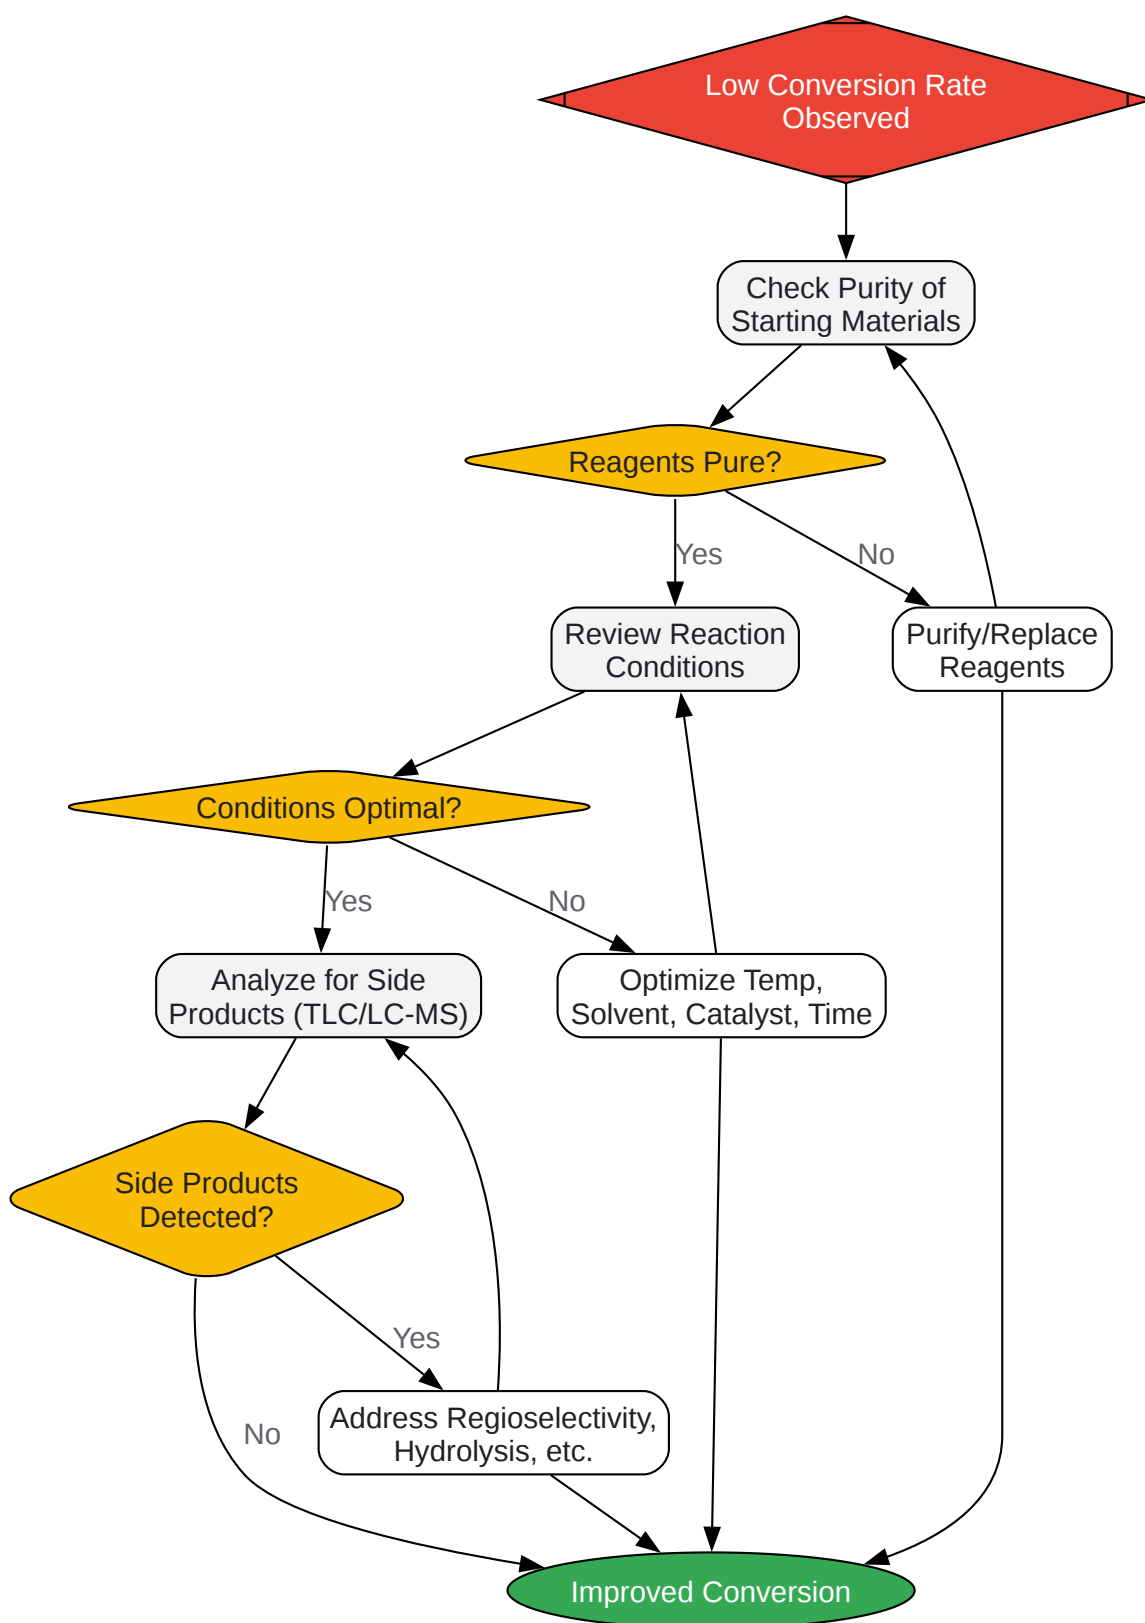 Low Conversion Rate
Observed
Check Purity of
Starting Materials
Reagents Pure?
Yes
No
Review Reaction
Conditions
Purify/Replace
Reagents
Conditions Optimal?
Yes
No
Analyze for Side
Products (TLC/LC-MS)
Optimize Temp,
Solvent, Catalyst, Time
Side Products
Detected?
Yes
No
Address Regioselectivity,
Hydrolysis, etc.
Improved Conversion